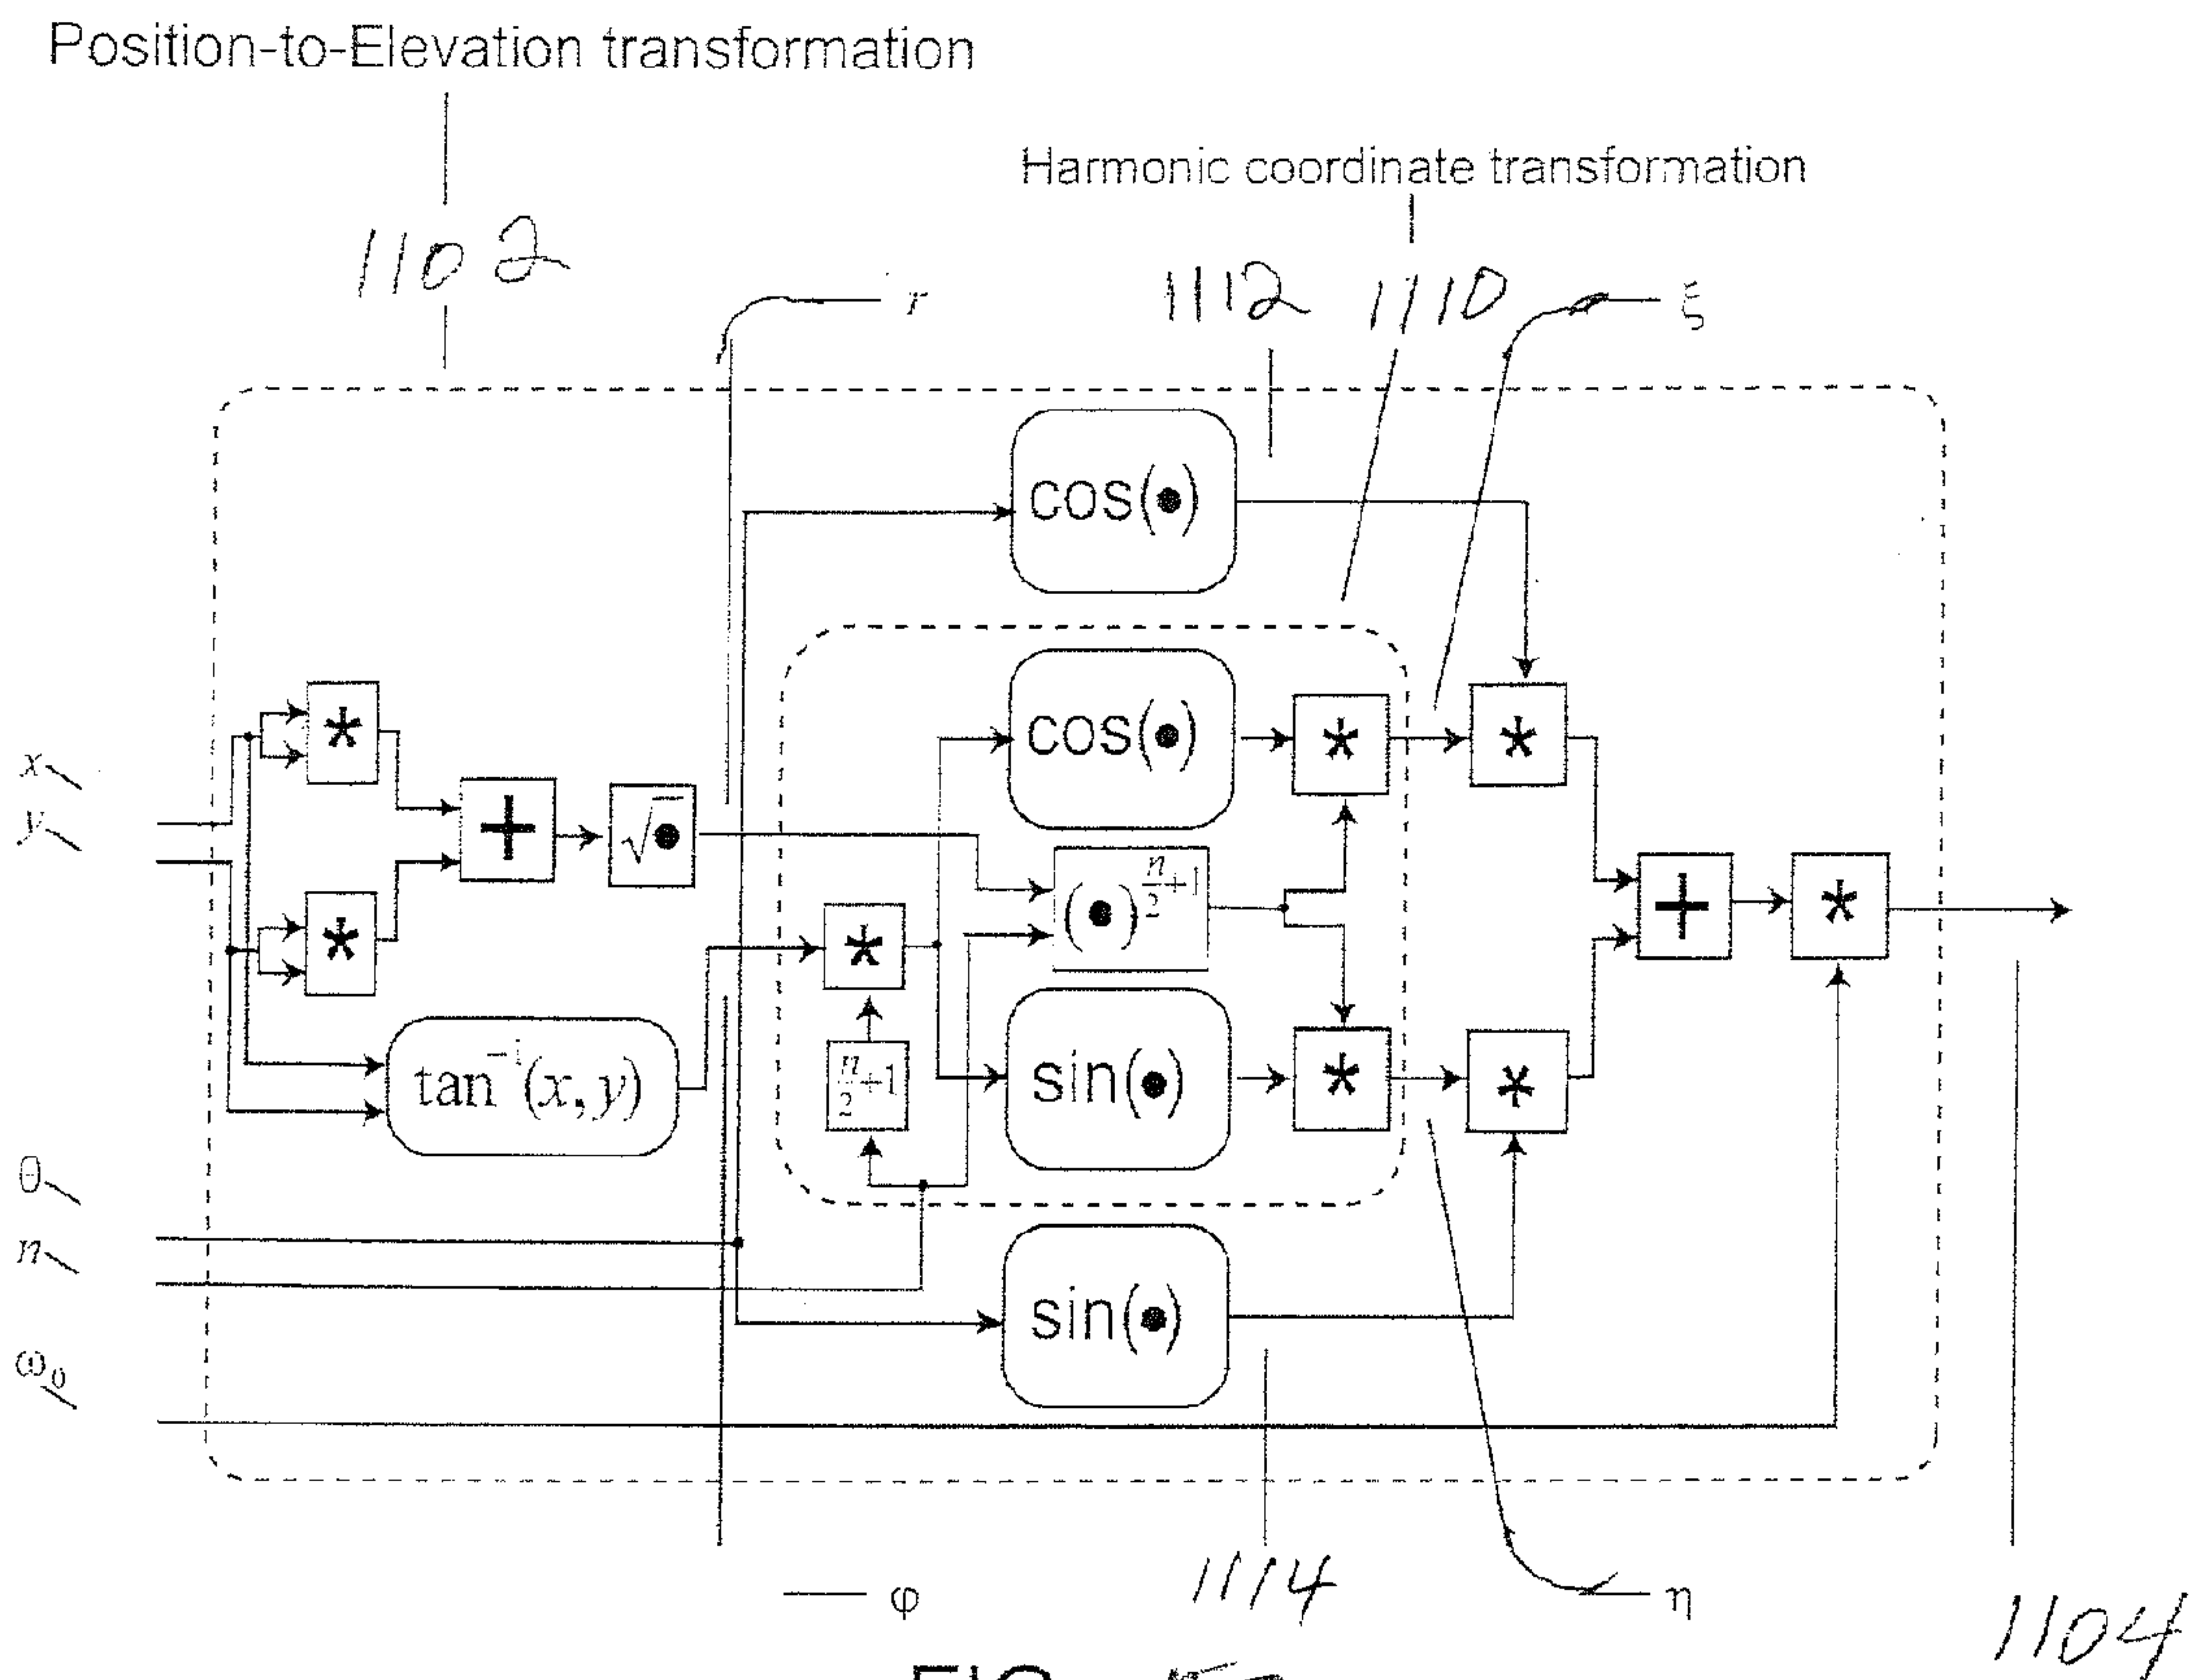 Position-to-Elevation transformation
Harmonic coordinate transformation
1102
1112
1110
r
ξ
cos(●)
x
y
*
+
√●
*
tan⁻¹(x, y)
*
n/2+1
cos(●)
(●)^(n/2+1)
sin(●)
*
*
*
*
+
*
θ
n
sin(●)
ω₀
φ
1114
η
1104
FIG.